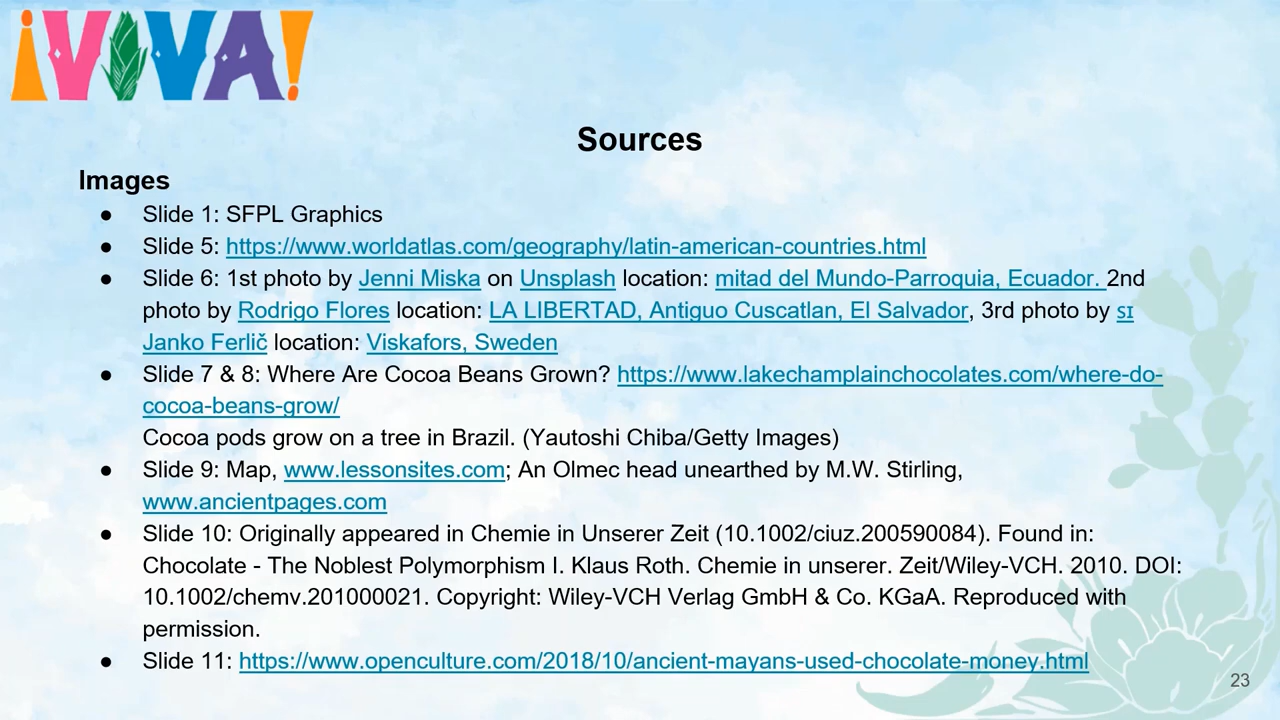 ¡VIVA!
Sources
Images
● Slide 1: SFPL Graphics
● Slide 5: https://www.worldatlas.com/geography/latin-american-countries.html
● Slide 6: 1st photo by Jenni Miska on Unsplash location: mitad del Mundo-Parroquia, Ecuador. 2nd
photo by Rodrigo Flores location: LA LIBERTAD, Antiguo Cuscatlan, El Salvador, 3rd photo by sɪ
Janko Ferlič location: Viskafors, Sweden
● Slide 7 & 8: Where Are Cocoa Beans Grown? https://www.lakechamplainchocolates.com/where-do-
cocoa-beans-grow/
Cocoa pods grow on a tree in Brazil. (Yautoshi Chiba/Getty Images)
● Slide 9: Map, www.lessonsites.com; An Olmec head unearthed by M.W. Stirling,
www.ancientpages.com
● Slide 10: Originally appeared in Chemie in Unserer Zeit (10.1002/ciuz.200590084). Found in:
Chocolate - The Noblest Polymorphism I. Klaus Roth. Chemie in unserer. Zeit/Wiley-VCH. 2010. DOI:
10.1002/chemv.201000021. Copyright: Wiley-VCH Verlag GmbH & Co. KGaA. Reproduced with
permission.
● Slide 11: https://www.openculture.com/2018/10/ancient-mayans-used-chocolate-money.html
23